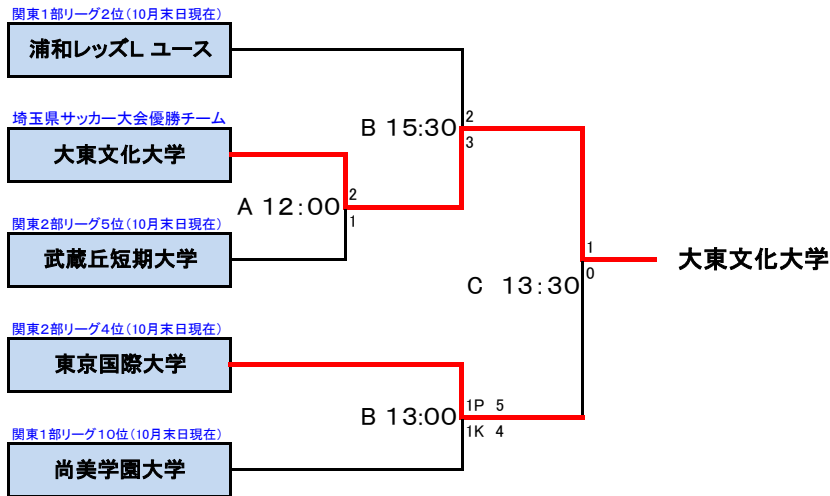 関東1部リーグ2位(10月末日現在)
浦和レッズL ユース
埼玉県サッカー大会優勝チーム
大東文化大学
関東2部リーグ5位(10月末日現在)
武蔵丘短期大学
関東2部リーグ4位(10月末日現在)
東京国際大学
関東1部リーグ10位(10月末日現在)
尚美学園大学
A 12:00
2
1
B 15:30
2
3
B 13:00
1P 5
1K 4
C 13:30
1
0
大東文化大学